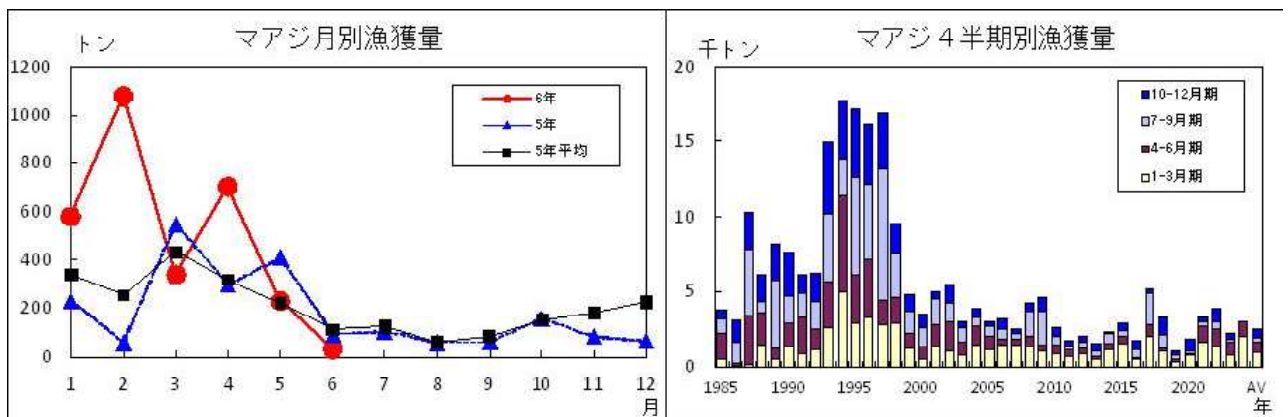 マアジ月別漁獲量
トン
1200
1000
800
600
400
200
0
6年
5年
5年平均
1 2 3 4 5 6 7 8 9 10 11 12
月
マアジ４半期別漁獲量
千トン
20
15
10
5
0
10-12月期
7-9月期
4-6月期
1-3月期
1985 1990 1995 2000 2005 2010 2015 2020 AV
年